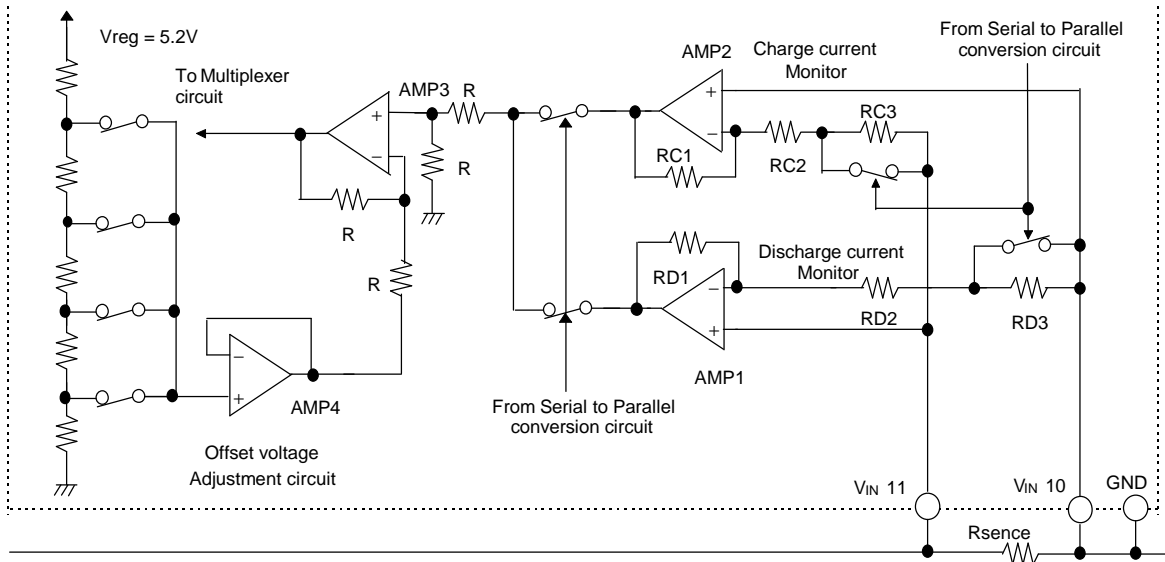 Vreg = 5.2V
To Multiplexer
circuit
AMP3
R
R
R
R
AMP2
Charge current
Monitor
From Serial to Parallel
conversion circuit
RC3
RC1
RC2
RD1
Discharge current
Monitor
RD2
RD3
AMP1
AMP4
From Serial to Parallel
conversion circuit
Offset voltage
Adjustment circuit
VIN 11
VIN 10
GND
Rsence